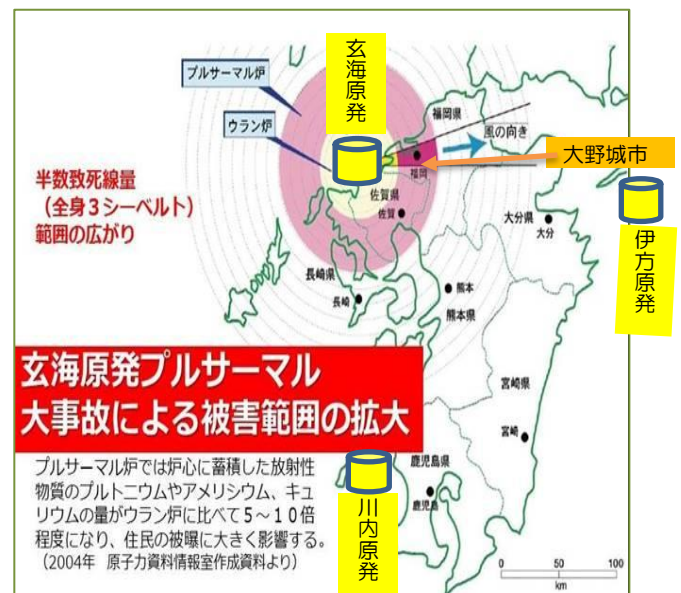 玄海原発
プルサーマル炉
ウラン炉
福岡県
風の向き
大野城市
福岡
半数致死線量
（全身３シーベルト）
範囲の広がり
佐賀県
佐賀
大分県
大分
伊方原発
長崎県
長崎
熊本
熊本県
玄海原発プルサーマル
大事故による被害範囲の拡大
宮崎県
宮崎
プルサーマル炉では炉心に蓄積した放射性
物質のプルトニウムやアメリシウム、キュ
リウムの量がウラン炉に比べて５～１０倍
程度になり、住民の被曝に大きく影響する。
（2004年　原子力資料情報室作成資料より）
鹿児島県
鹿児島
川内原発
0 50 100
km